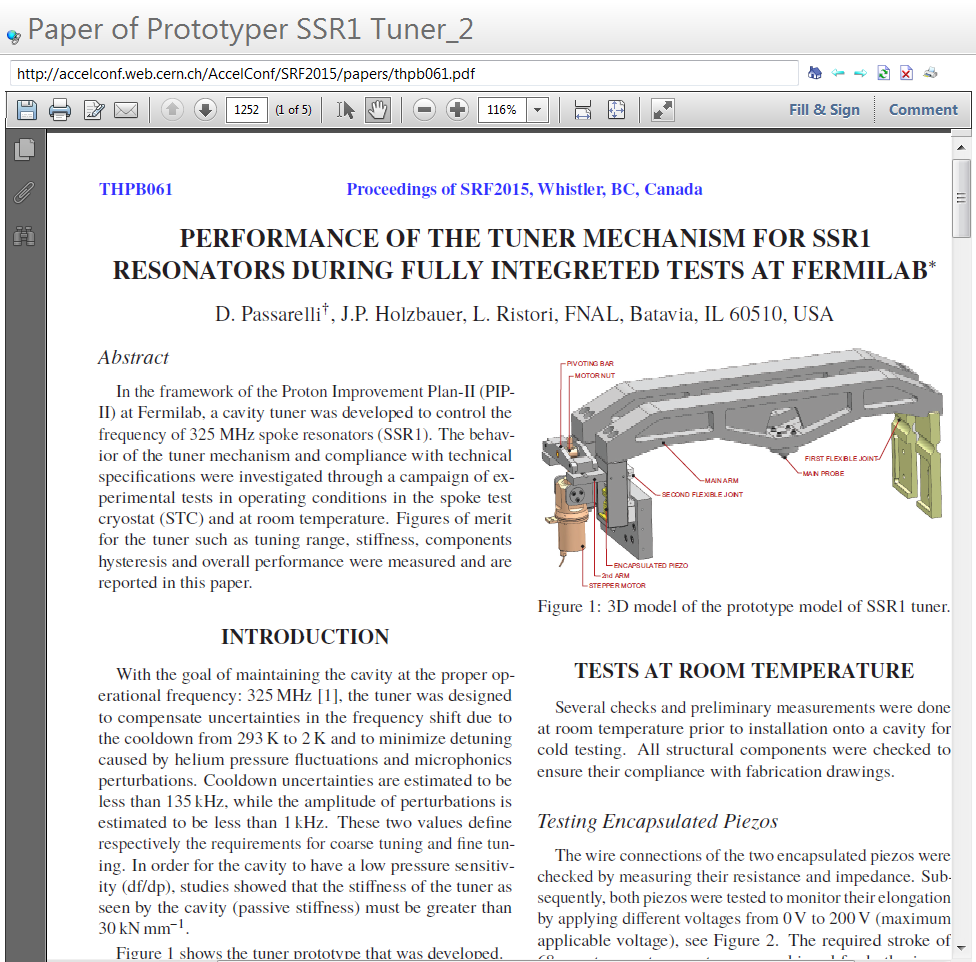 Paper of Prototyper SSR1 Tuner_2
http://accelconf.web.cern.ch/AccelConf/SRF2015/papers/thpb061.pdf
1252 (1 of 5) 116% Fill & Sign Comment
THPB061 Proceedings of SRF2015, Whistler, BC, Canada
PERFORMANCE OF THE TUNER MECHANISM FOR SSR1
RESONATORS DURING FULLY INTEGRETED TESTS AT FERMILAB*
D. Passarelli†, J.P. Holzbauer, L. Ristori, FNAL, Batavia, IL 60510, USA
Abstract
In the framework of the Proton Improvement Plan-II (PIP-
II) at Fermilab, a cavity tuner was developed to control the
frequency of 325 MHz spoke resonators (SSR1). The behav-
ior of the tuner mechanism and compliance with technical
specifications were investigated through a campaign of ex-
perimental tests in operating conditions in the spoke test
cryostat (STC) and at room temperature. Figures of merit
for the tuner such as tuning range, stiffness, components
hysteresis and overall performance were measured and are
reported in this paper.
INTRODUCTION
With the goal of maintaining the cavity at the proper op-
erational frequency: 325 MHz [1], the tuner was designed
to compensate uncertainties in the frequency shift due to
the cooldown from 293 K to 2 K and to minimize detuning
caused by helium pressure fluctuations and microphonics
perturbations. Cooldown uncertainties are estimated to be
less than 135 kHz, while the amplitude of perturbations is
estimated to be less than 1 kHz. These two values define
respectively the requirements for coarse tuning and fine tun-
ing. In order for the cavity to have a low pressure sensitiv-
ity (df/dp), studies showed that the stiffness of the tuner as
seen by the cavity (passive stiffness) must be greater than
30 kN mm⁻¹.
Figure 1 shows the tuner prototype that was developed.
PIVOTING BAR
MOTOR NUT
FIRST FLEXIBLE JOINT
MAIN PROBE
MAIN ARM
SECOND FLEXIBLE JOINT
ENCAPSULATED PIEZO
2nd ARM
STEPPER MOTOR
Figure 1: 3D model of the prototype model of SSR1 tuner.
TESTS AT ROOM TEMPERATURE
Several checks and preliminary measurements were done
at room temperature prior to installation onto a cavity for
cold testing. All structural components were checked to
ensure their compliance with fabrication drawings.
Testing Encapsulated Piezos
The wire connections of the two encapsulated piezos were
checked by measuring their resistance and impedance. Sub-
sequently, both piezos were tested to monitor their elongation
by applying different voltages from 0 V to 200 V (maximum
applicable voltage), see Figure 2. The required stroke of